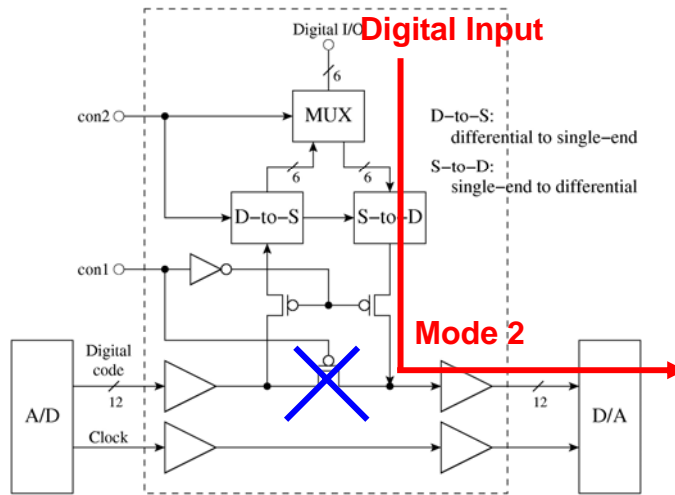 Digital I/O
Digital Input
6
con2
MUX
D-to-S:
differential to single-end
S-to-D:
single-end to differential
6
6
D-to-S
S-to-D
con1
Mode 2
Digital
code
12
12
A/D
Clock
D/A